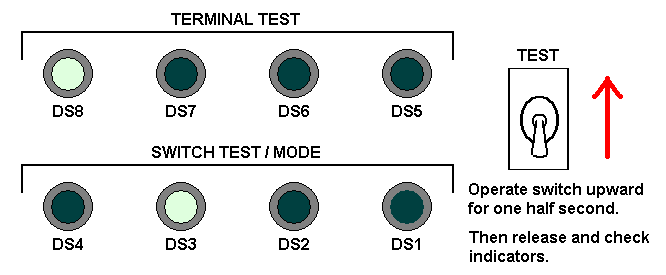 TERMINAL TEST
DS8 DS7 DS6 DS5
SWITCH TEST / MODE
DS4 DS3 DS2 DS1
TEST
Operate switch upward
for one half second.
Then release and check
indicators.